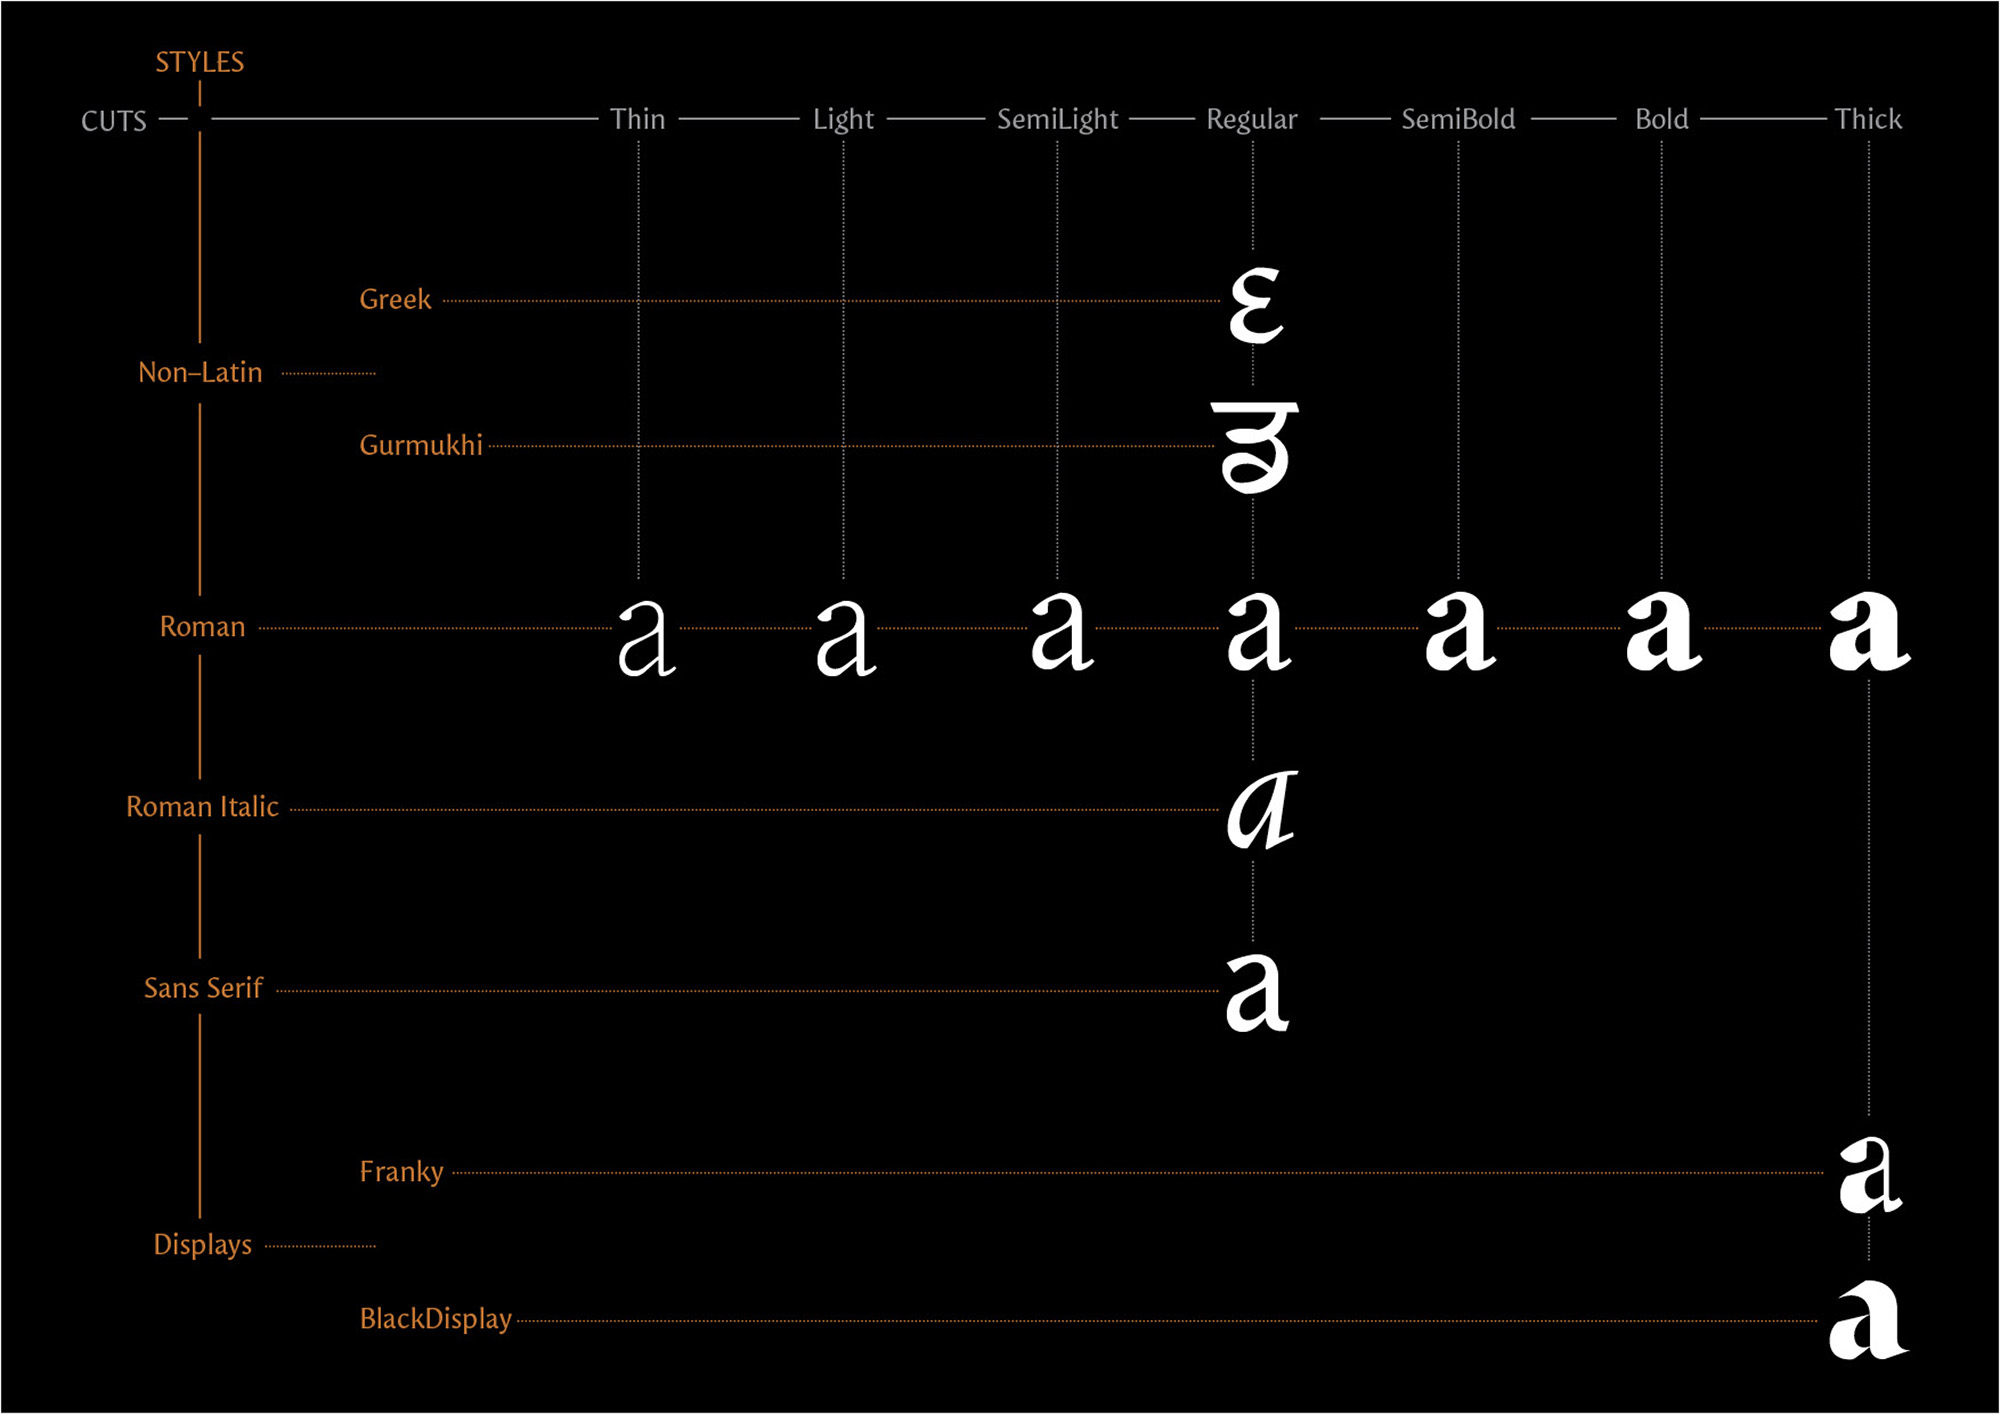 STYLES
CUTS Thin Light SemiLight Regular SemiBold Bold Thick
Greek ε
Non–Latin
Gurmukhi ੲ
Roman a a a a a a a
Roman Italic a
Sans Serif a
Franky a
Displays
BlackDisplay a